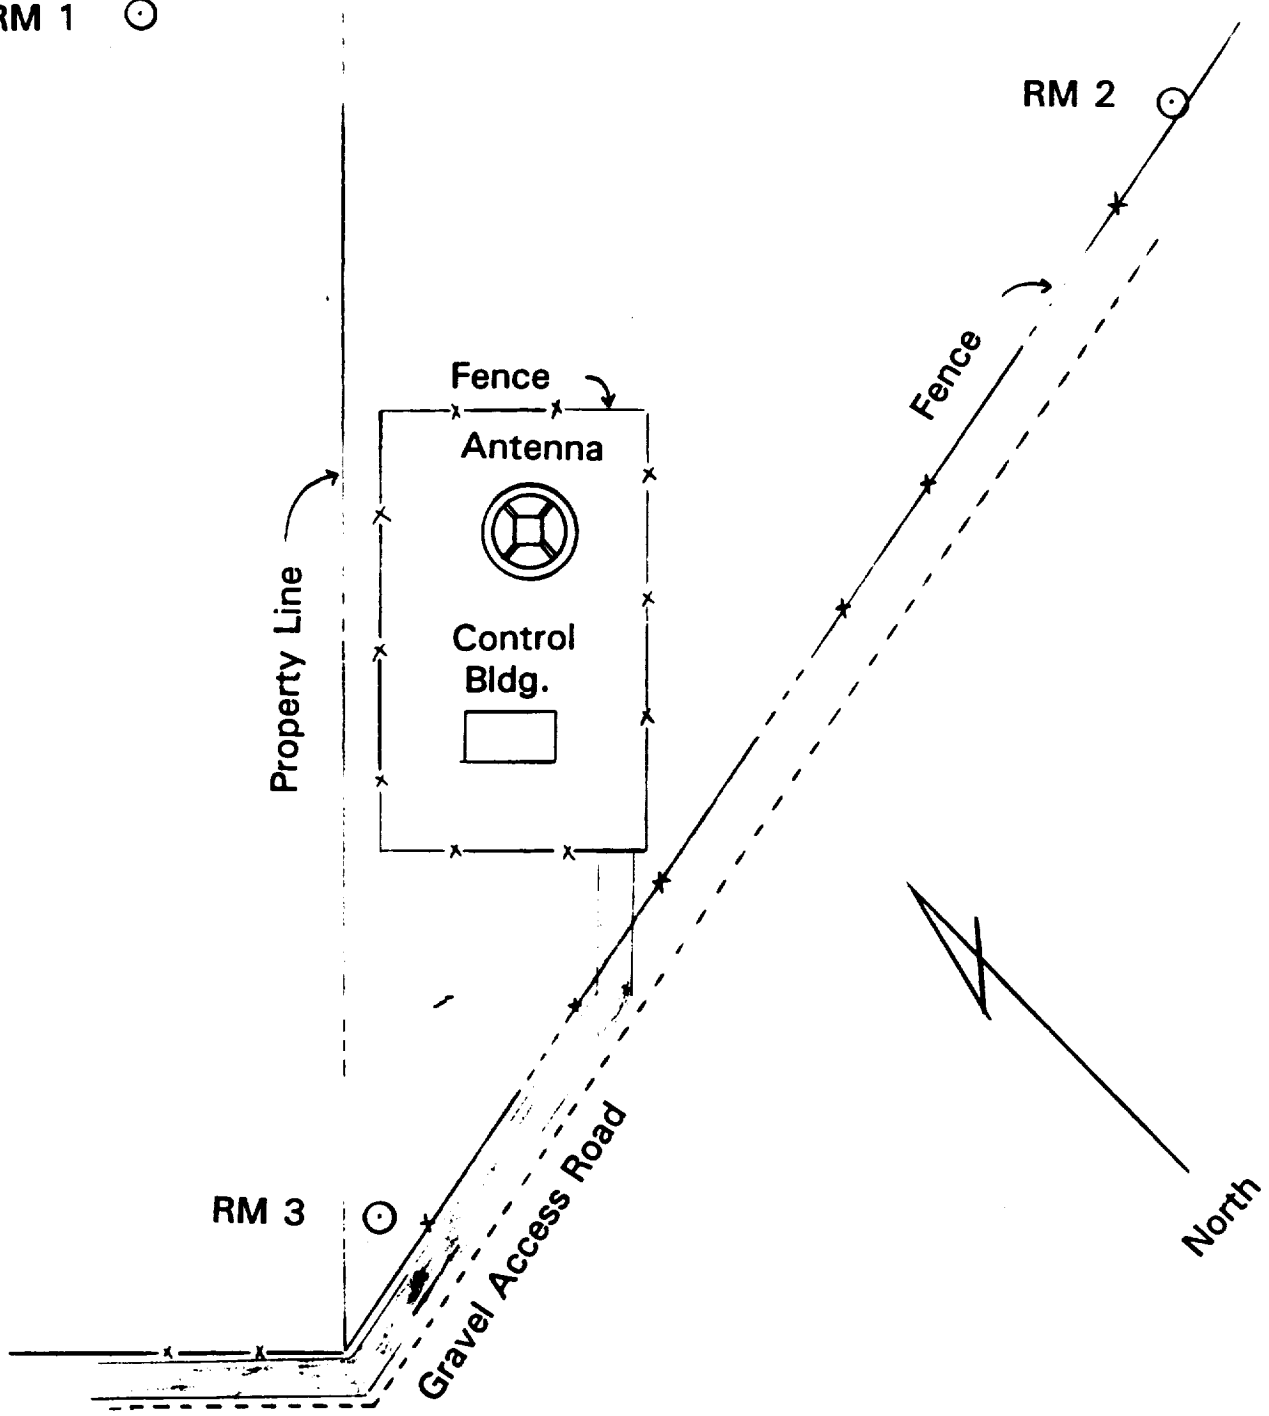 RM 1
RM 2
Fence
Fence
Antenna
Property Line
Control
Bldg.
RM 3
Gravel Access Road
North